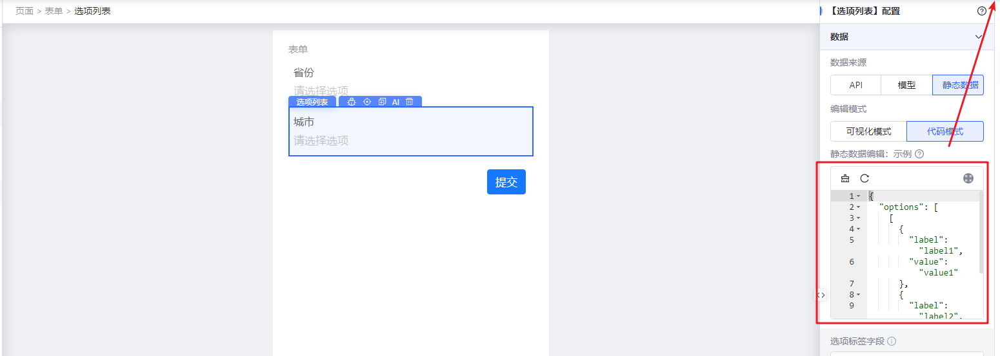 页面 > 表单 > 选项列表
表单
省份
请选择选项
选项列表 AI
城市
请选择选项
提交
【选项列表】配置
数据
数据来源
API 模型 静态数据
编辑模式
可视化模式 代码模式
静态数据编辑：示例
1 {
2 "options": [
3 [
4 {
5 "label":
"label1",
6 "value":
"value1"
7 },
8 {
9 "label":
"label2",
选项标签字段